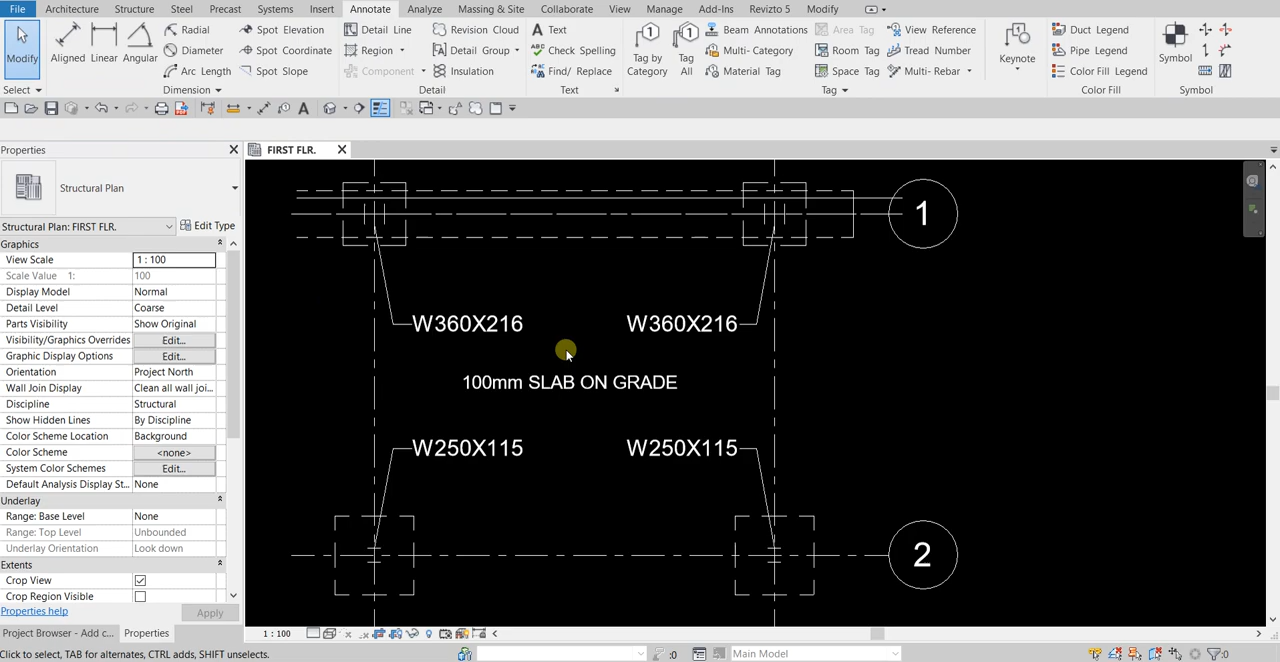 File Architecture Structure Steel Precast Systems Insert Annotate Analyze Massing & Site Collaborate View Manage Add-Ins Revizto 5 Modify
Modify
Select
Aligned Linear Angular
Radial
Diameter
Arc Length
Spot Elevation
Spot Coordinate
Spot Slope
Dimension
Detail Line
Region
Component
Revision Cloud
Detail Group
Insulation
Detail
Text
Check Spelling
Find/ Replace
Text
Tag by
Category
Tag
All
Beam Annotations
Multi- Category
Material Tag
Area Tag
Room Tag
Space Tag
View Reference
Tread Number
Multi- Rebar
Tag
Keynote
Duct Legend
Pipe Legend
Color Fill Legend
Color Fill
Symbol
Symbol
Properties
FIRST FLR.
Structural Plan
Structural Plan: FIRST FLR.
Edit Type
Graphics
View Scale 1 : 100
Scale Value 1: 100
Display Model Normal
Detail Level Coarse
Parts Visibility Show Original
Visibility/Graphics Overrides Edit...
Graphic Display Options Edit...
Orientation Project North
Wall Join Display Clean all wall joi...
Discipline Structural
Show Hidden Lines By Discipline
Color Scheme Location Background
Color Scheme <none>
System Color Schemes Edit...
Default Analysis Display St... None
Underlay
Range: Base Level None
Range: Top Level Unbounded
Underlay Orientation Look down
Extents
Crop View
Crop Region Visible
Properties help
Apply
Project Browser - Add c... Properties
1
W360X216 W360X216
100mm SLAB ON GRADE
W250X115 W250X115
2
1 : 100
Click to select, TAB for alternates, CTRL adds, SHIFT unselects.
:0
Main Model
:0